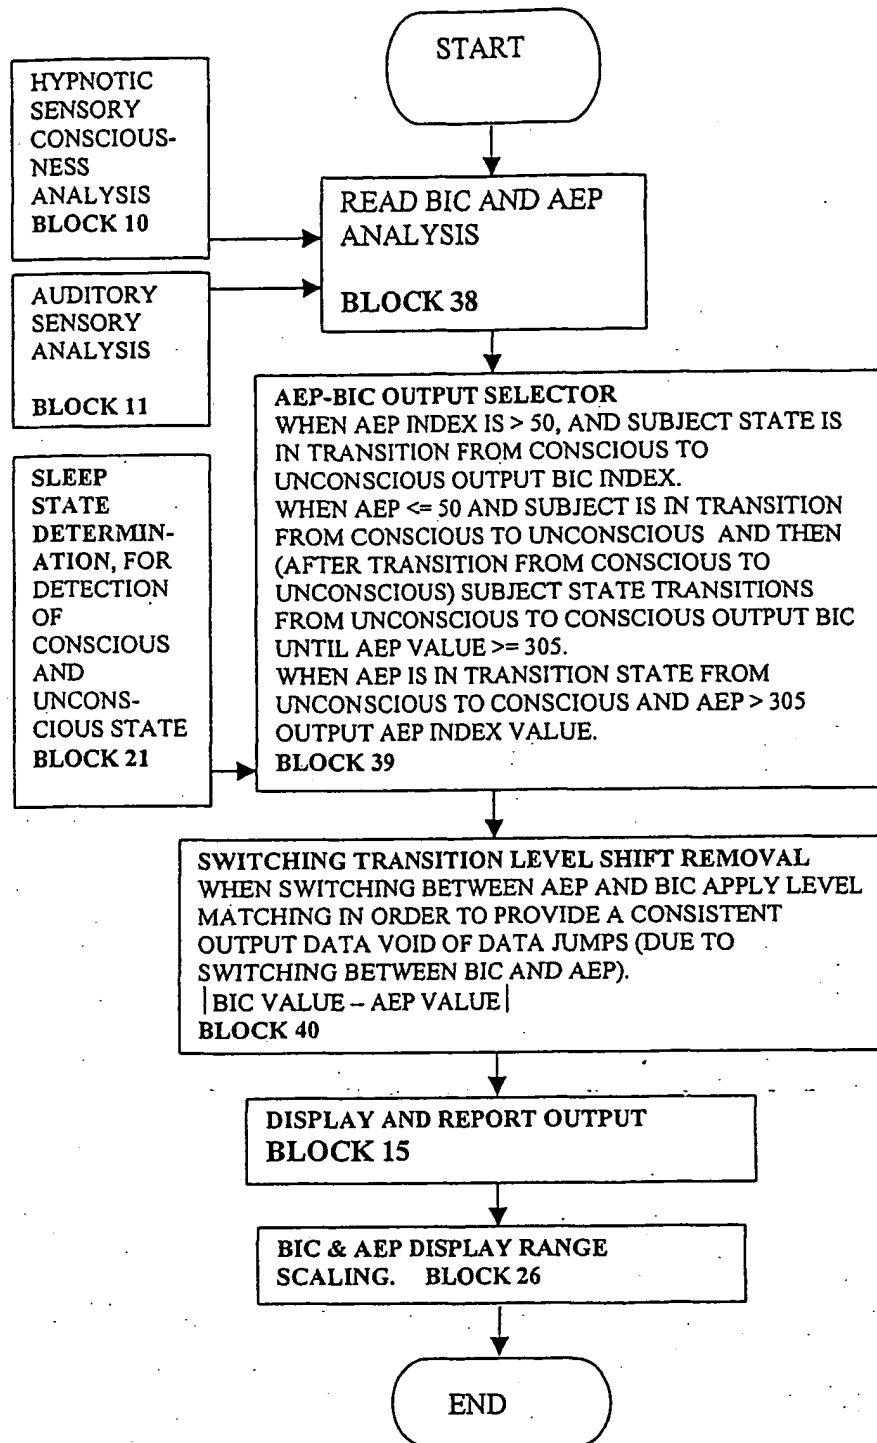 START
HYPNOTIC
SENSORY
CONSCIOUS-
NESS
ANALYSIS
BLOCK 10
READ BIC AND AEP
ANALYSIS
BLOCK 38
AUDITORY
SENSORY
ANALYSIS
BLOCK 11
AEP-BIC OUTPUT SELECTOR
WHEN AEP INDEX IS > 50, AND SUBJECT STATE IS
IN TRANSITION FROM CONSCIOUS TO
UNCONSCIOUS OUTPUT BIC INDEX.
WHEN AEP <= 50 AND SUBJECT IS IN TRANSITION
FROM CONSCIOUS TO UNCONSCIOUS AND THEN
(AFTER TRANSITION FROM CONSCIOUS TO
UNCONSCIOUS) SUBJECT STATE TRANSITIONS
FROM UNCONSCIOUS TO CONSCIOUS OUTPUT BIC
UNTIL AEP VALUE >= 305.
WHEN AEP IS IN TRANSITION STATE FROM
UNCONSCIOUS TO CONSCIOUS AND AEP > 305
OUTPUT AEP INDEX VALUE.
BLOCK 39
SLEEP
STATE
DETERMIN-
ATION, FOR
DETECTION
OF
CONSCIOUS
AND
UNCONS-
CIOUS STATE
BLOCK 21
SWITCHING TRANSITION LEVEL SHIFT REMOVAL
WHEN SWITCHING BETWEEN AEP AND BIC APPLY LEVEL
MATCHING IN ORDER TO PROVIDE A CONSISTENT
OUTPUT DATA VOID OF DATA JUMPS (DUE TO
SWITCHING BETWEEN BIC AND AEP).
|BIC VALUE – AEP VALUE|
BLOCK 40
DISPLAY AND REPORT OUTPUT
BLOCK 15
BIC & AEP DISPLAY RANGE
SCALING. BLOCK 26
END